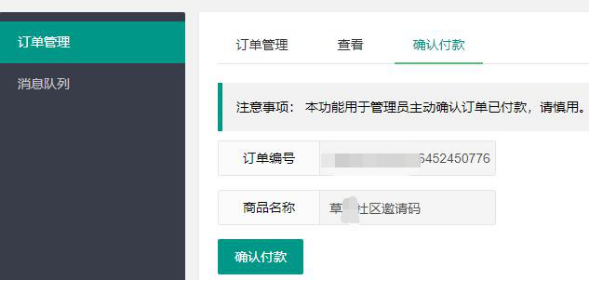 订单管理
消息队列
订单管理 查看 确认付款
注意事项： 本功能用于管理员主动确认订单已付款，请慎用。
订单编号 6452450776
商品名称 草 社区邀请码
确认付款